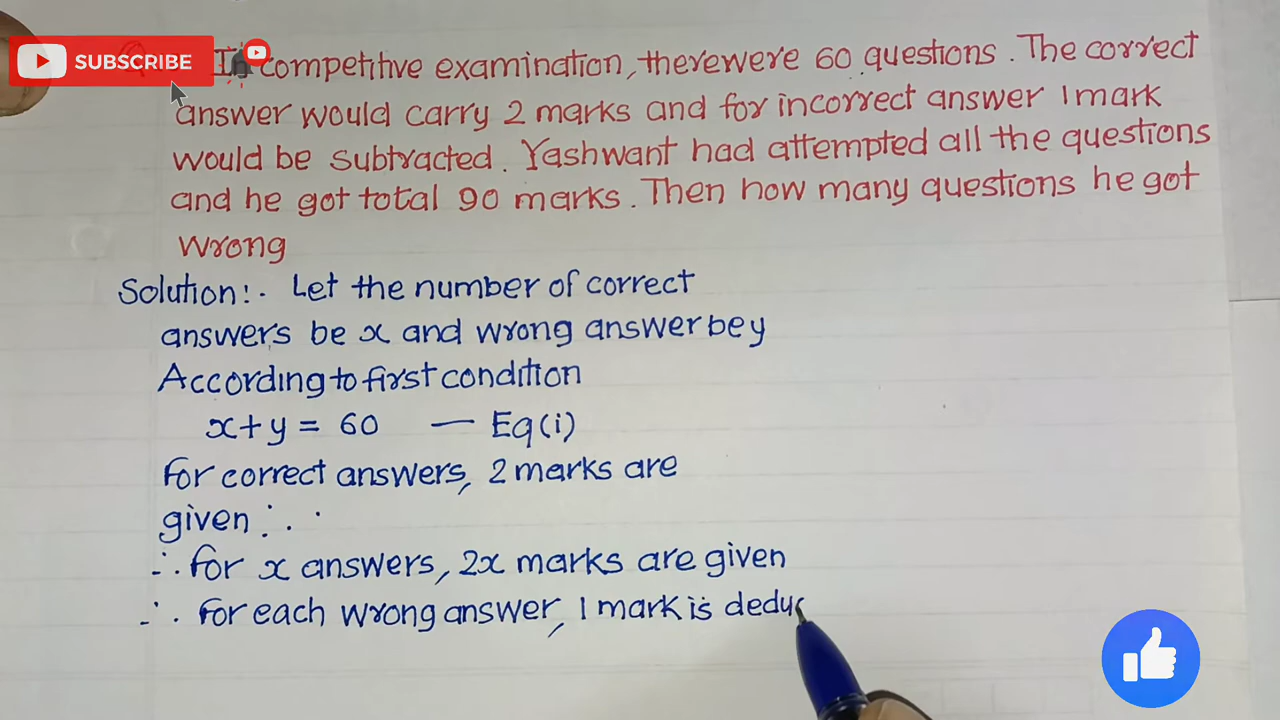 SUBSCRIBE
In competitive examination, there were 60 questions. The correct
answer would carry 2 marks and for incorrect answer 1 mark
would be subtracted. Yashwant had attempted all the questions
and he got total 90 marks. Then how many questions he got
wrong
Solution:- Let the number of correct
answers be x and wrong answer be y
According to first condition
x+y = 60 — Eq(i)
For correct answers, 2 marks are
given ∴ .
∴ for x answers, 2x marks are given
∴ for each wrong answer, 1 mark is deduc